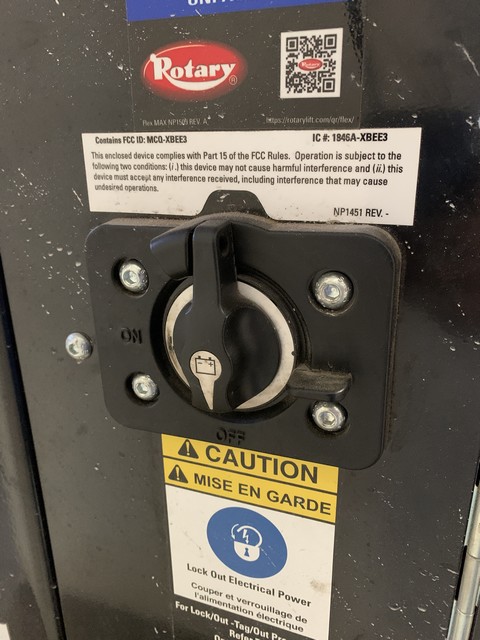 Rotary
Flex MAX NP1509 REV. A
https://rotarylift.com/qr/flex/
Contains FCC ID: MCQ-XBEE3
IC #: 1846A-XBEE3
This enclosed device complies with Part 15 of the FCC Rules. Operation is subject to the
following two conditions: (i.) this device may not cause harmful interference and (ii.) this
device must accept any interference received, including interference that may cause
undesired operations.
NP1451 REV. -
ON
OFF
CAUTION
MISE EN GARDE
Lock Out Electrical Power
Couper et verrouillage de
l'alimentation électrique
For Lock/Out -Tag/Out